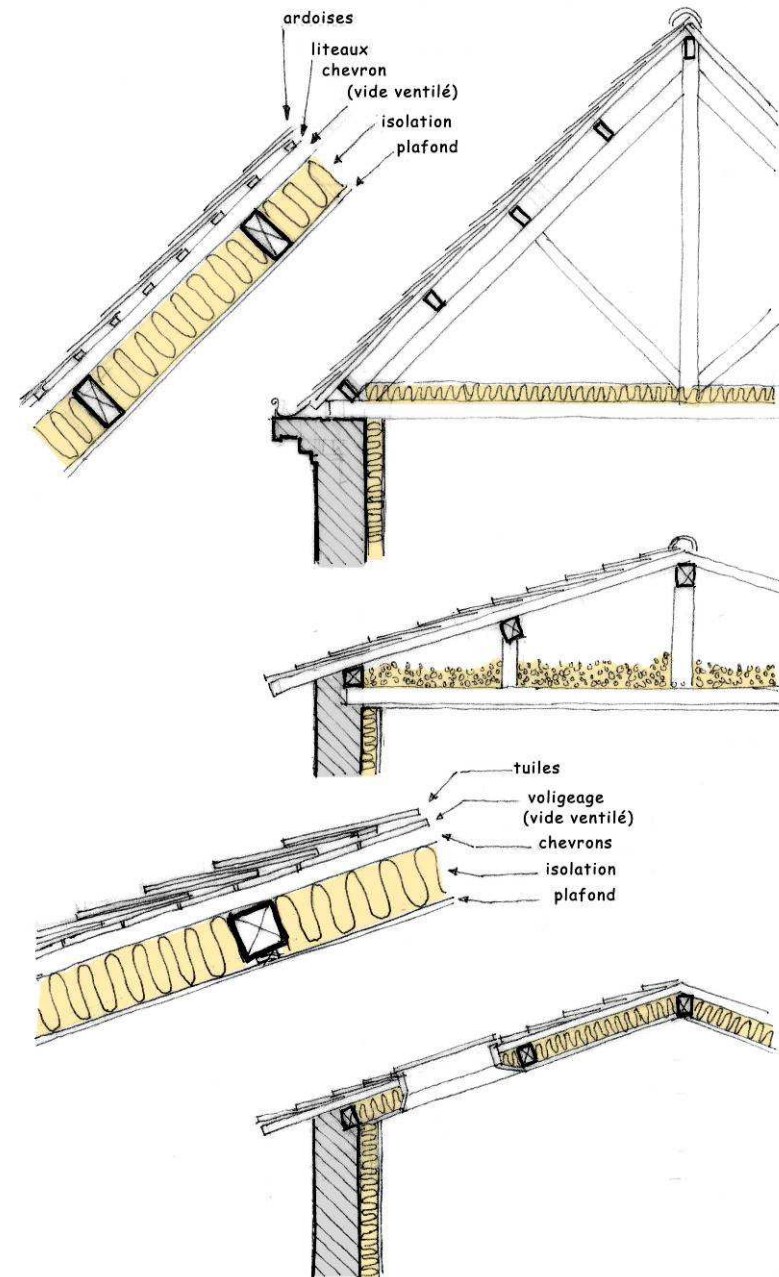 ardoises
liteaux
chevron
(vide ventilé)
isolation
plafond
tuiles
voligeage
(vide ventilé)
chevrons
isolation
plafond